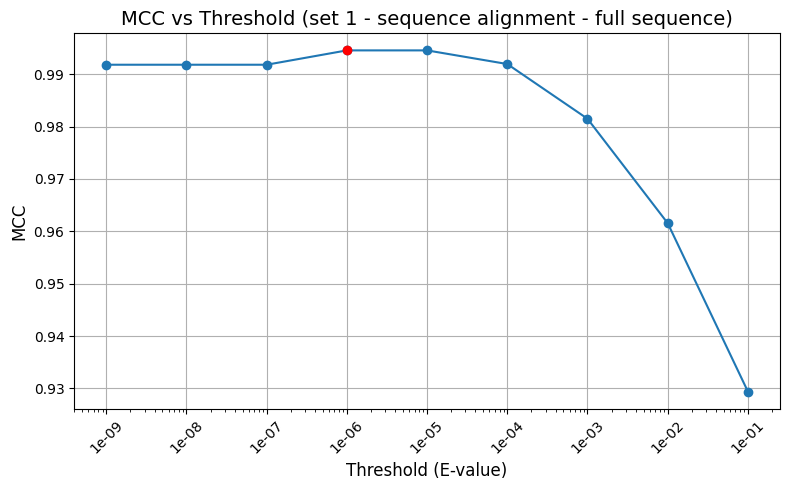 MCC vs Threshold (set 1 - sequence alignment - full sequence)
MCC
0.99
0.98
0.97
0.96
0.95
0.94
0.93
1e-09
1e-08
1e-07
1e-06
1e-05
1e-04
1e-03
1e-02
1e-01
Threshold (E-value)